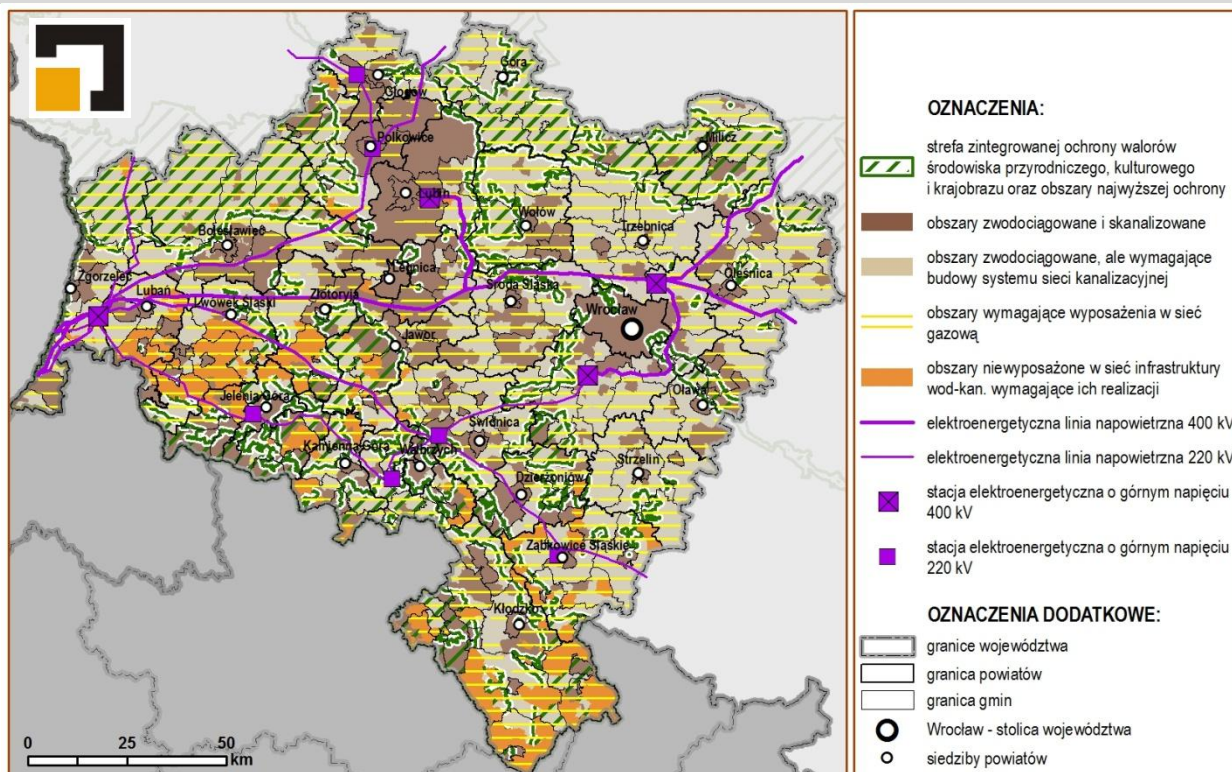 Góra
Głogów
Polkowice
Milicz
Lubin
Wołów
Trzebnica
Bolesławiec
Zgorzelec
Legnica
Środa Śląska
Oleśnica
Lubań
Lwówek Śląski
Złotoryja
Wrocław
Jawor
Jelenia Góra
Oława
Świdnica
Kamienna Góra
Wałbrzych
Strzelin
Dzierżoniów
Ząbkowice Śląskie
Kłodzko
0 25 50
km
OZNACZENIA:
strefa zintegrowanej ochrony walorów
środowiska przyrodniczego, kulturowego
i krajobrazu oraz obszary najwyższej ochrony
obszary zwodociągowane i skanalizowane
obszary zwodociągowane, ale wymagające
budowy systemu sieci kanalizacyjnej
obszary wymagające wyposażenia w sieć
gazową
obszary niewyposażone w sieć infrastruktury
wod-kan. wymagające ich realizacji
elektroenergetyczna linia napowietrzna 400 kV
elektroenergetyczna linia napowietrzna 220 kV
stacja elektroenergetyczna o górnym napięciu
400 kV
stacja elektroenergetyczna o górnym napięciu
220 kV
OZNACZENIA DODATKOWE:
granice województwa
granica powiatów
granica gmin
Wrocław - stolica województwa
siedziby powiatów